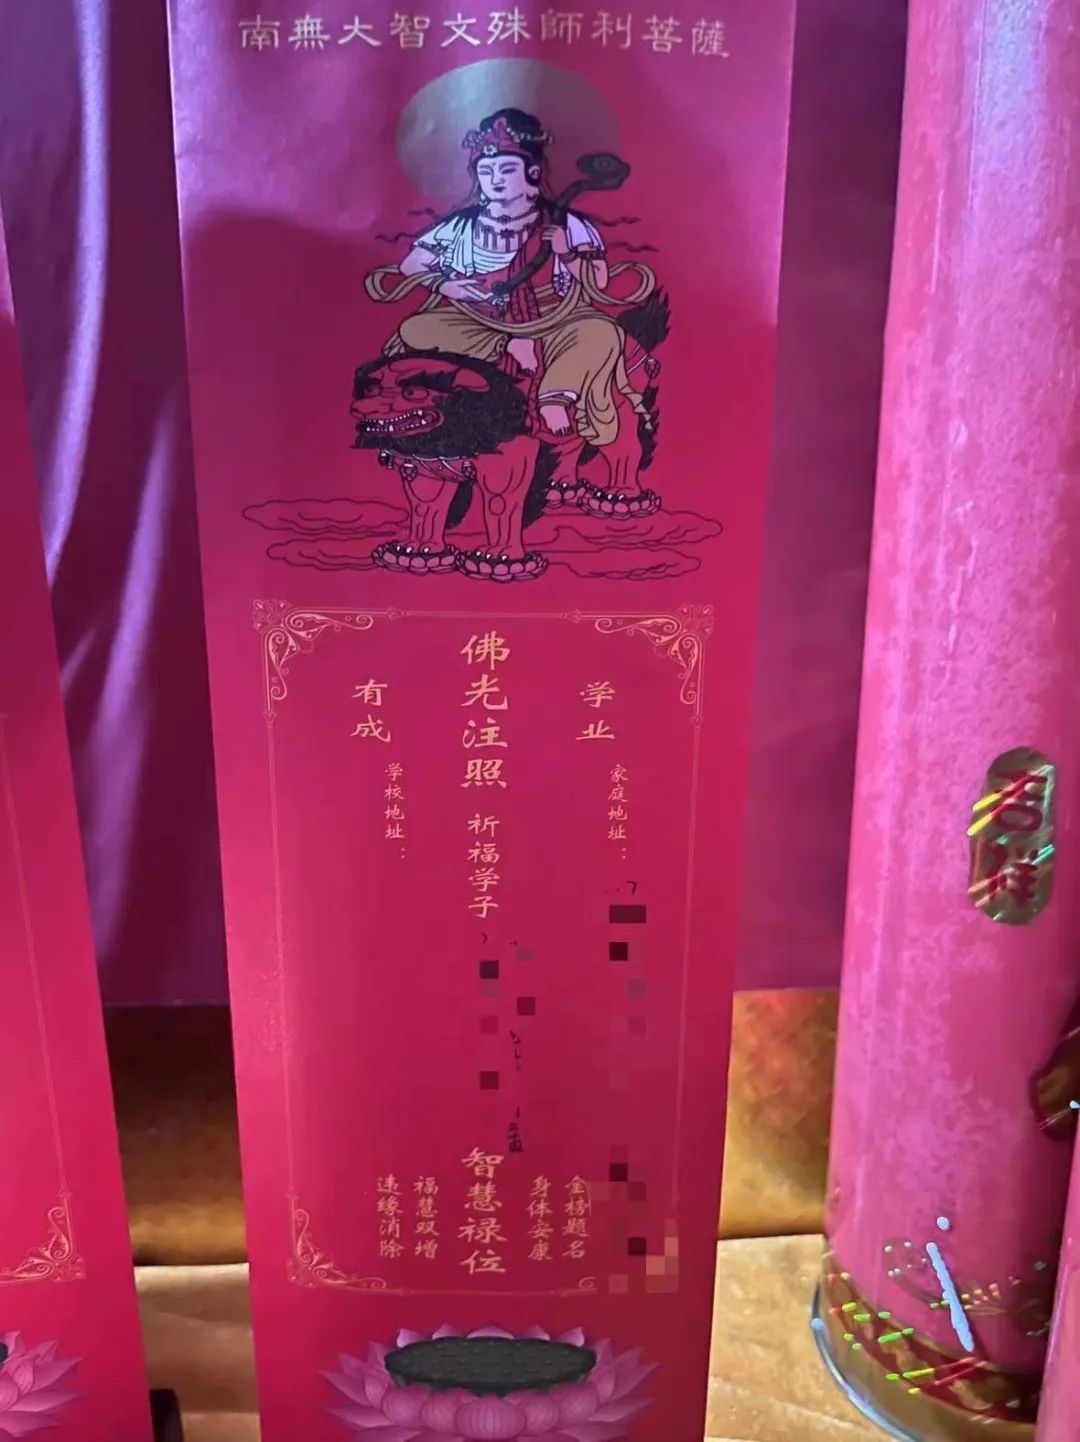 南無大智文殊師利菩薩
学业
有成
佛光注照 祈福学子
智慧禄位
家庭地址：
学校地址：
金榜题名
身体安康
福慧双增
违缘消除
吉祥